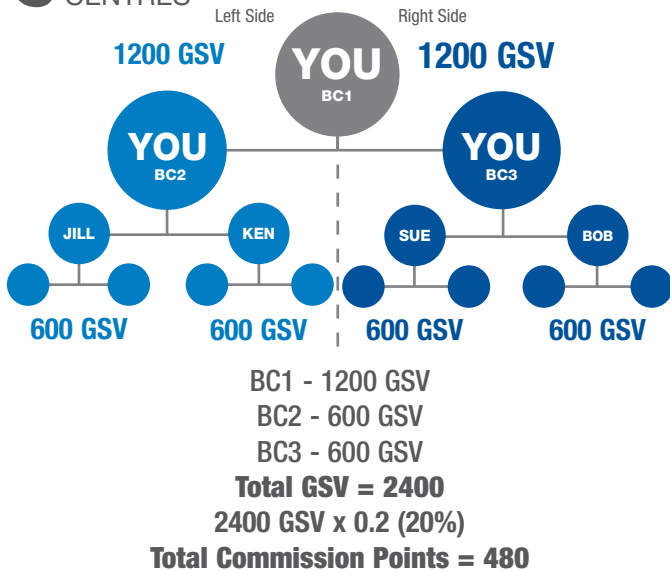 CENTRES
Left Side
Right Side
1200 GSV
YOU
BC1
1200 GSV
YOU
BC2
YOU
BC3
JILL
KEN
SUE
BOB
600 GSV
600 GSV
600 GSV
600 GSV
BC1 - 1200 GSV
BC2 - 600 GSV
BC3 - 600 GSV
Total GSV = 2400
2400 GSV x 0.2 (20%)
Total Commission Points = 480